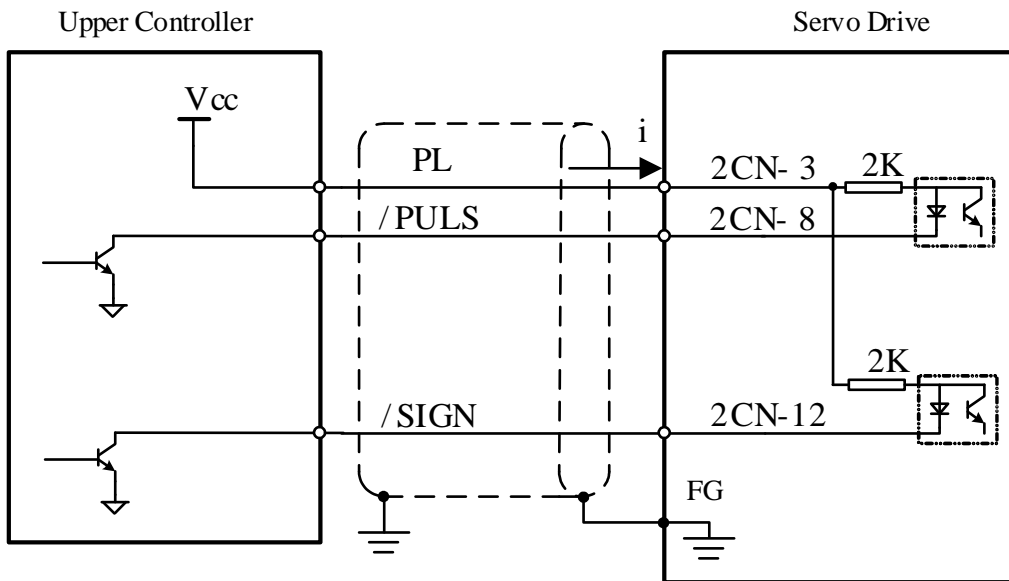 Upper Controller
Servo Drive
Vcc
i
PL
2CN- 3
2K
/PULS
2CN- 8
2K
/SIGN
2CN-12
FG